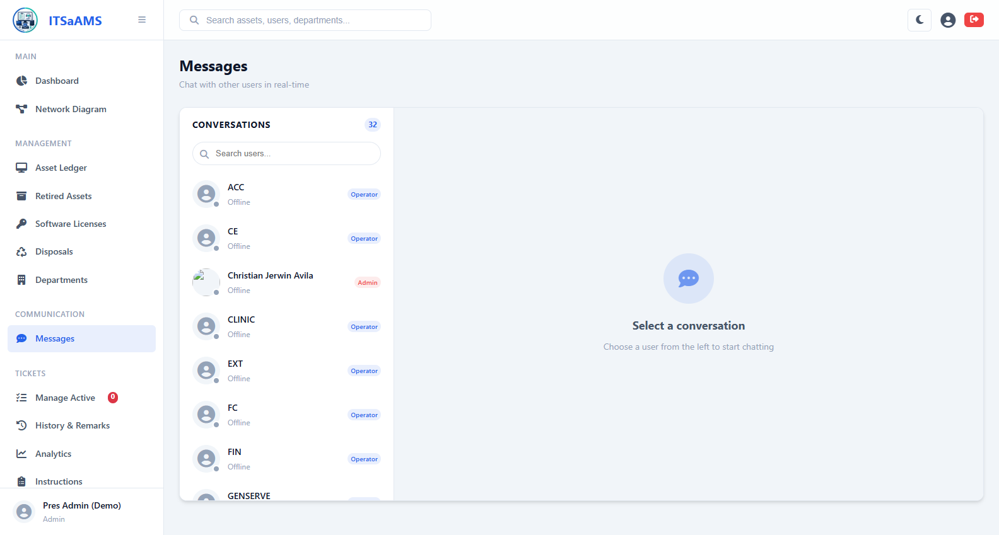 ITSaAMS
Search assets, users, departments...
MAIN
Dashboard
Network Diagram
MANAGEMENT
Asset Ledger
Retired Assets
Software Licenses
Disposals
Departments
COMMUNICATION
Messages
TICKETS
Manage Active 0
History & Remarks
Analytics
Instructions
Pres Admin (Demo)
Admin
Messages
Chat with other users in real-time
CONVERSATIONS 32
Search users...
ACC
Offline
Operator
CE
Offline
Operator
Christian Jerwin Avila
Offline
Admin
CLINIC
Offline
Operator
EXT
Offline
Operator
FC
Offline
Operator
FIN
Offline
Operator
GENSERVE
Select a conversation
Choose a user from the left to start chatting